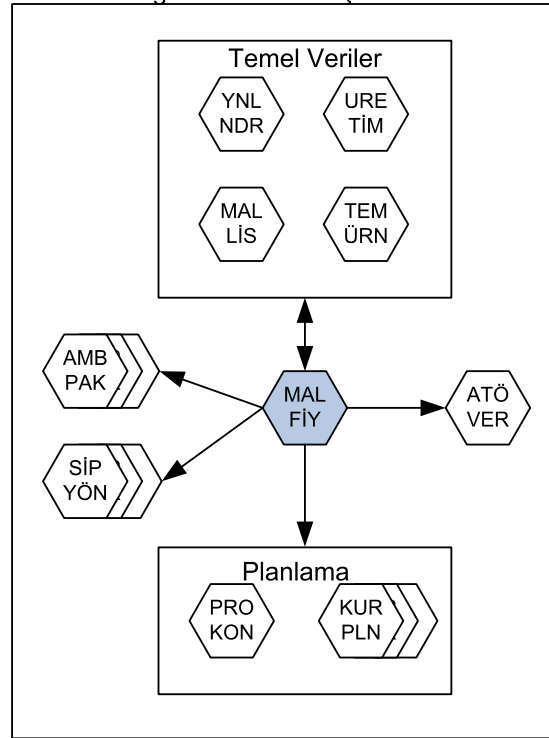 Temel Veriler
YNL
NDR
URE
TİM
MAL
LİS
TEM
ÜRN
AMB
PAK
MAL
FİY
ATÖ
VER
SİP
YÖN
Planlama
PRO
KON
KUR
PLN